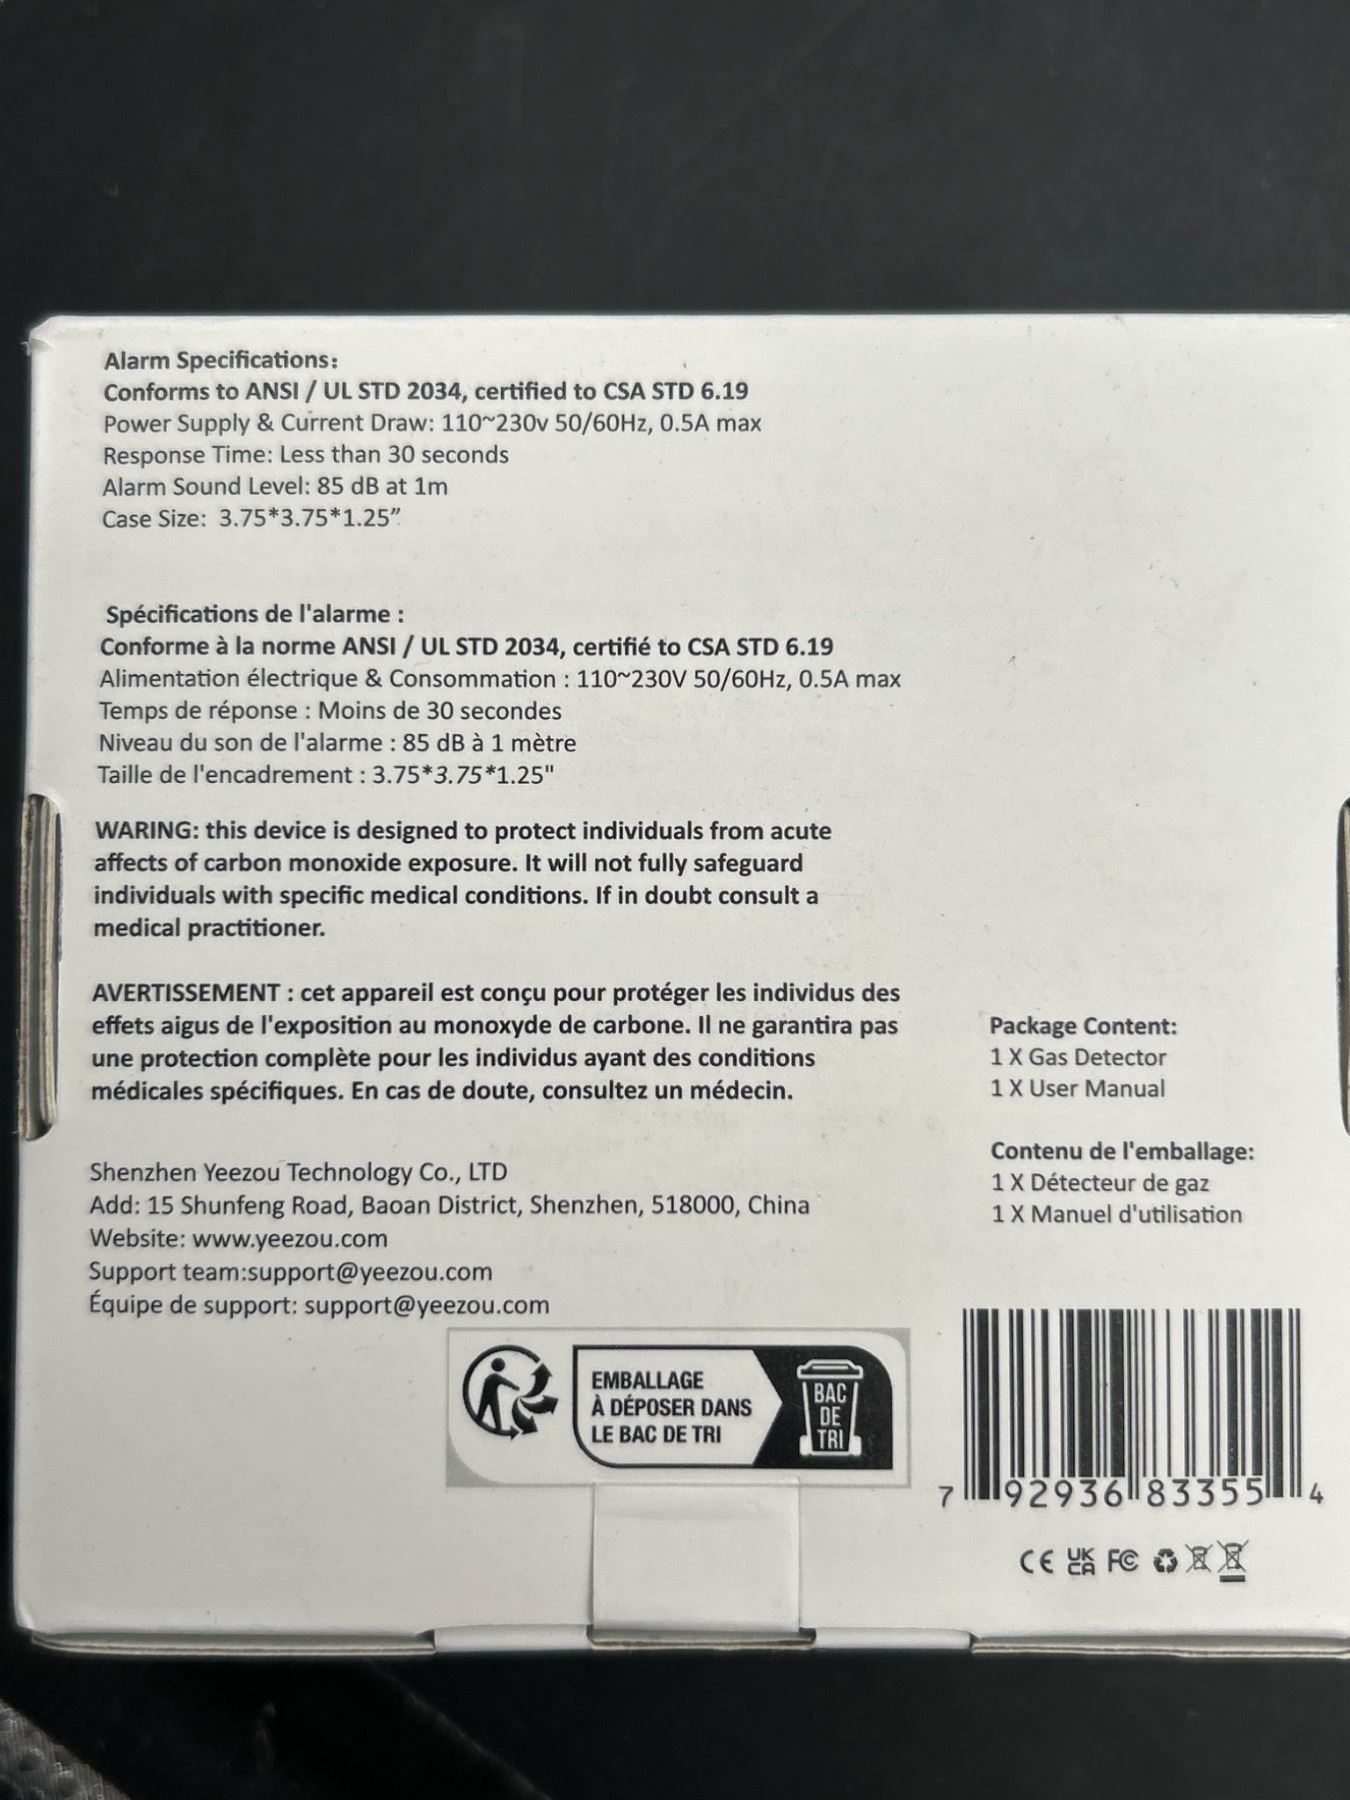 Alarm Specifications:
Conforms to ANSI / UL STD 2034, certified to CSA STD 6.19
Power Supply & Current Draw: 110~230v 50/60Hz, 0.5A max
Response Time: Less than 30 seconds
Alarm Sound Level: 85 dB at 1m
Case Size: 3.75*3.75*1.25”
Spécifications de l'alarme :
Conforme à la norme ANSI / UL STD 2034, certifié to CSA STD 6.19
Alimentation électrique & Consommation : 110~230V 50/60Hz, 0.5A max
Temps de réponse : Moins de 30 secondes
Niveau du son de l'alarme : 85 dB à 1 mètre
Taille de l'encadrement : 3.75*3.75*1.25"
WARING: this device is designed to protect individuals from acute
affects of carbon monoxide exposure. It will not fully safeguard
individuals with specific medical conditions. If in doubt consult a
medical practitioner.
AVERTISSEMENT : cet appareil est conçu pour protéger les individus des
effets aigus de l'exposition au monoxyde de carbone. Il ne garantira pas
une protection complète pour les individus ayant des conditions
médicales spécifiques. En cas de doute, consultez un médecin.
Package Content:
1 X Gas Detector
1 X User Manual
Contenu de l'emballage:
1 X Détecteur de gaz
1 X Manuel d'utilisation
Shenzhen Yeezou Technology Co., LTD
Add: 15 Shunfeng Road, Baoan District, Shenzhen, 518000, China
Website: www.yeezou.com
Support team:support@yeezou.com
Équipe de support: support@yeezou.com
EMBALLAGE
À DÉPOSER DANS
LE BAC DE TRI
BAC
DE
TRI
7 92936 83355 4
CE UK CA FC